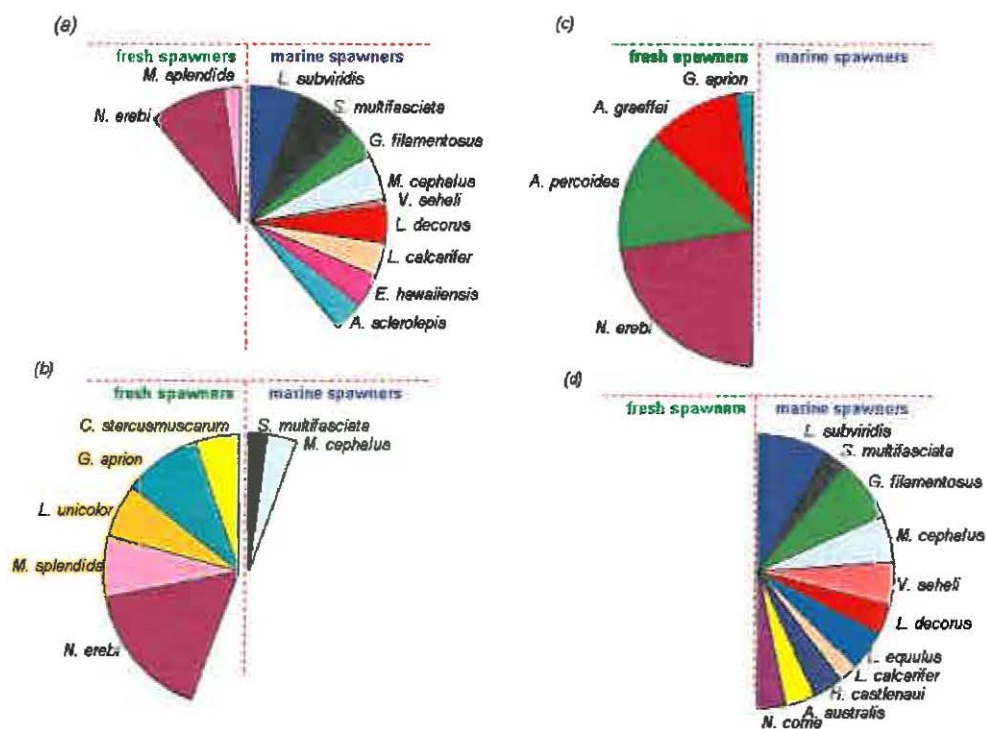 (a)
fresh spawners
marine spawners
M. splendida
L. subviridis
N. erebi
S. multifasciata
G. filamentosus
M. cephalus
V. seheli
L. decorus
L. calcarifer
E. hawaiiensis
A. sclerolepis
(c)
fresh spawners
marine spawners
G. aprion
A. graeffei
A. percoides
N. erebi
(b)
fresh spawners
marine spawners
C. stercusmuscarum
S. multifasciata
M. cephalus
G. aprion
L. unicolor
M. splendida
N. erebi
(d)
fresh spawners
marine spawners
L. subviridis
S. multifasciata
G. filamentosus
M. cephalus
V. seheli
L. decorus
L. equulus
L. calcarifer
R. castlenaui
A. australis
N. come